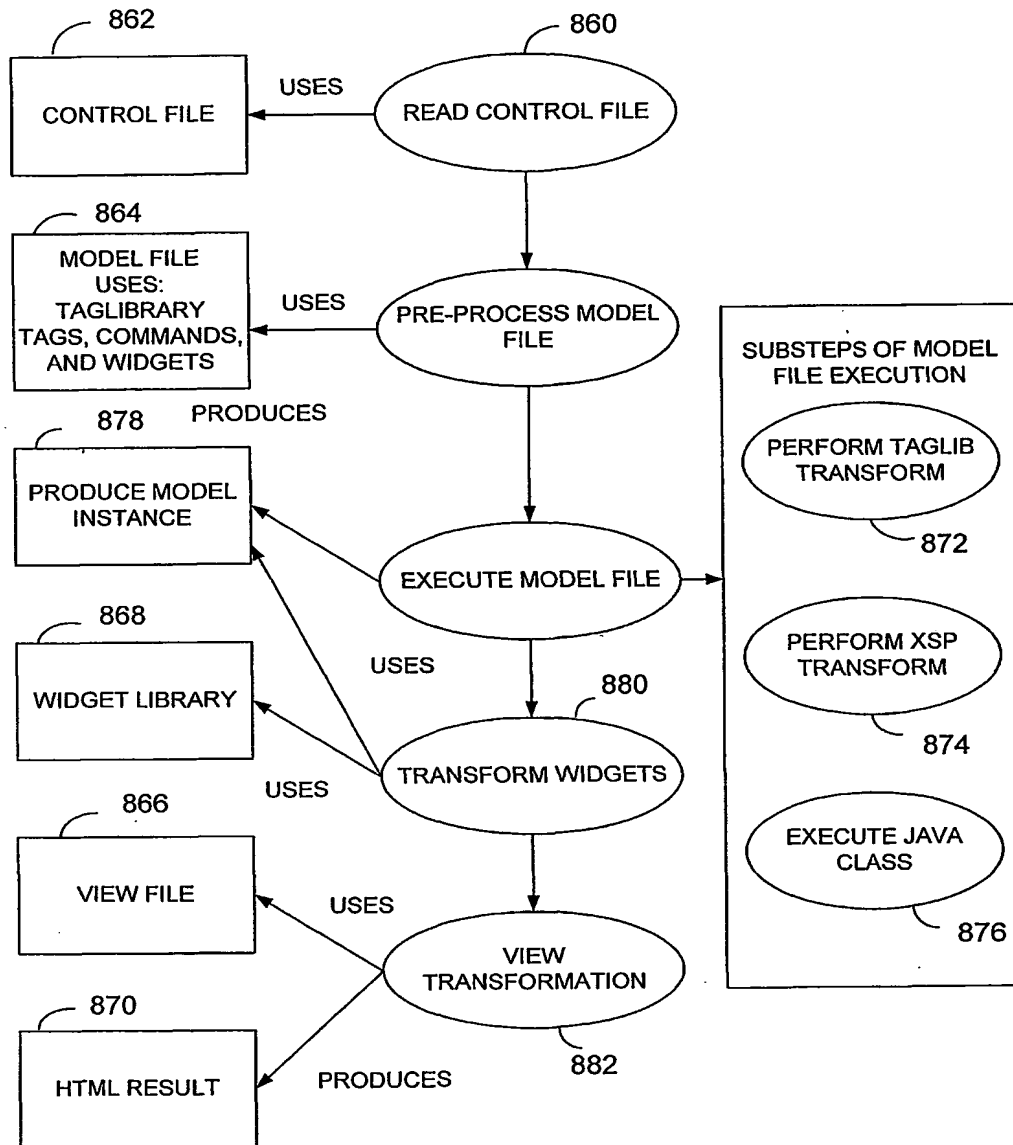 862
860
CONTROL FILE
USES
READ CONTROL FILE
864
MODEL FILE
USES:
TAGLIBRARY
TAGS, COMMANDS,
AND WIDGETS
USES
PRE-PROCESS MODEL
FILE
SUBSTEPS OF MODEL
FILE EXECUTION
PERFORM TAGLIB
TRANSFORM
872
PERFORM XSP
TRANSFORM
874
EXECUTE JAVA
CLASS
876
878
PRODUCES
PRODUCE MODEL
INSTANCE
EXECUTE MODEL FILE
868
USES
880
WIDGET LIBRARY
TRANSFORM WIDGETS
USES
866
VIEW FILE
USES
VIEW
TRANSFORMATION
882
870
HTML RESULT
PRODUCES